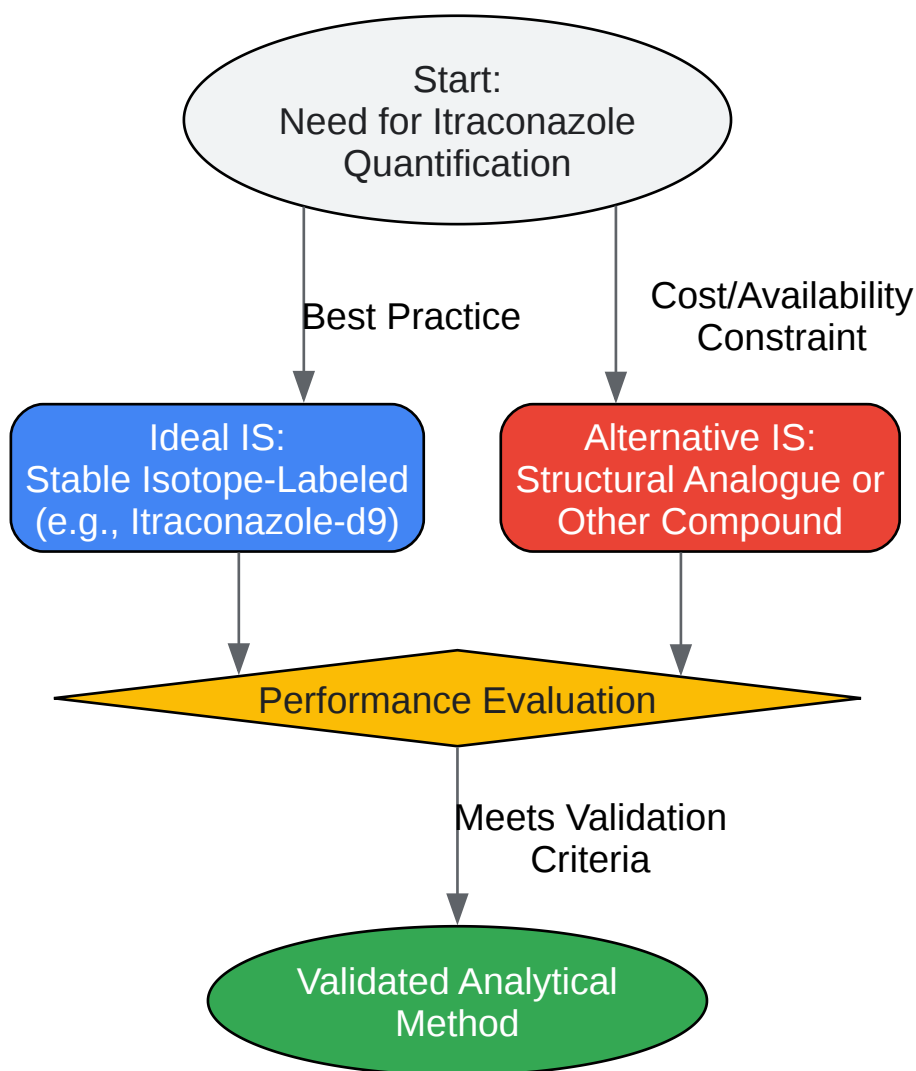 Start:
Need for Itraconazole
Quantification
Best Practice
Cost/Availability
Constraint
Ideal IS:
Stable Isotope-Labeled
(e.g., Itraconazole-d9)
Alternative IS:
Structural Analogue or
Other Compound
Performance Evaluation
Meets Validation
Criteria
Validated Analytical
Method